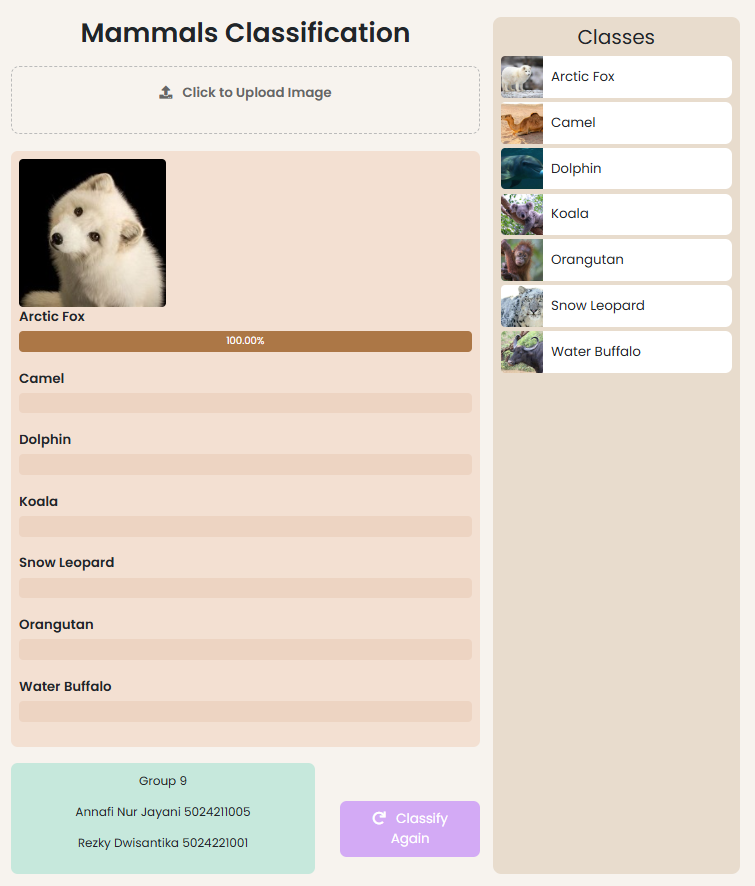 Mammals Classification
Click to Upload Image
Arctic Fox
100.00%
Camel
Dolphin
Koala
Snow Leopard
Orangutan
Water Buffalo
Group 9
Annafi Nur Jayani 5024211005
Rezky Dwisantika 5024221001
Classify
Again
Classes
Arctic Fox
Camel
Dolphin
Koala
Orangutan
Snow Leopard
Water Buffalo